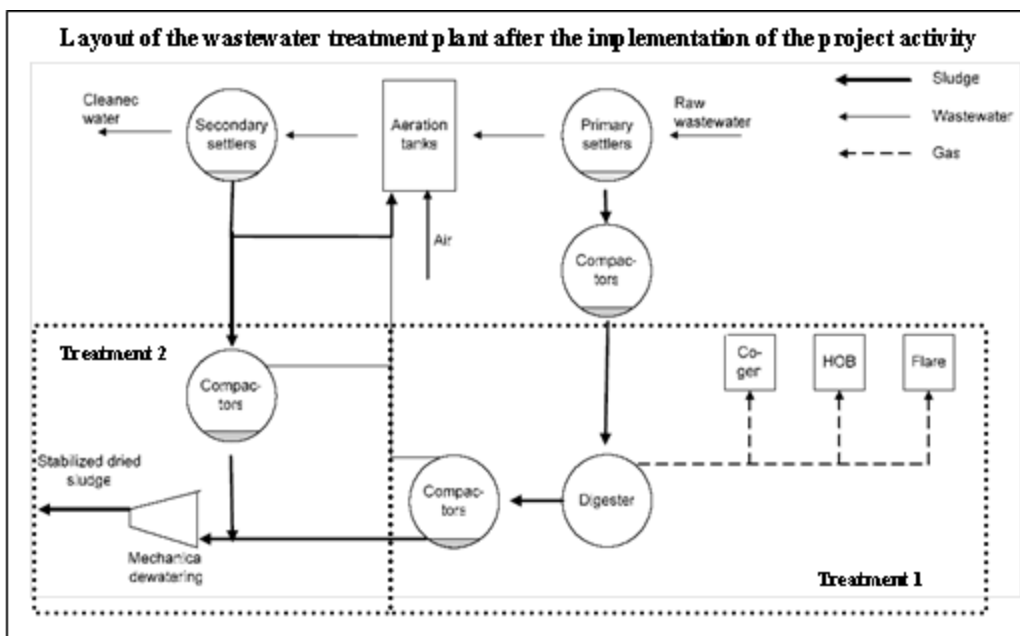 Layout of the wastewater treatment plant after the implementation of the project activity
Cleanec
water
Secondary
settlers
Aeration
tanks
Primary
settlers
Raw
wastewater
Sludge
Wastewater
Gas
Air
Compac-
tors
Treatment 2
Compac-
tors
Co-
ger
HOB
Flare
Stabilized dried
sludge
Compac-
tors
Digester
Mechanica
dewatering
Treatment 1